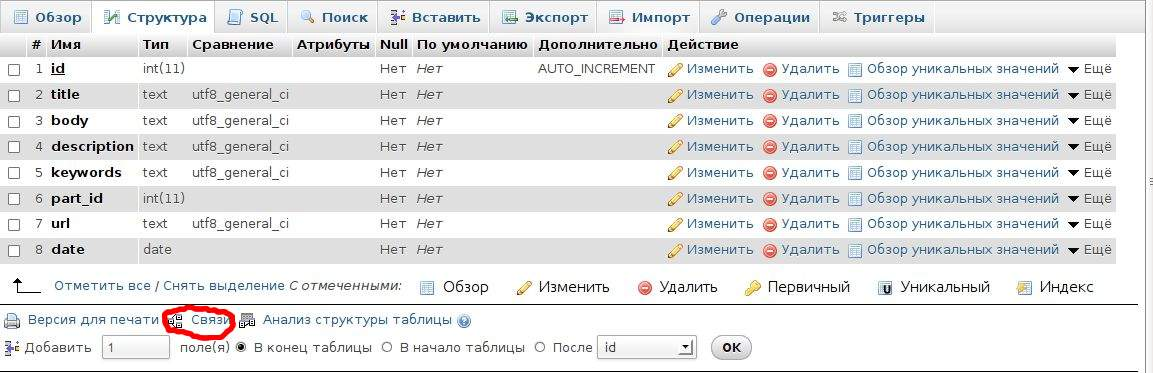 Обзор Структура SQL Поиск Вставить Экспорт Импорт Операции Триггеры
# Имя Тип Сравнение Атрибуты Null По умолчанию Дополнительно Действие
1 id int(11) Нет Нет AUTO_INCREMENT Изменить Удалить Обзор уникальных значений Ещё
2 title text utf8_general_ci Нет Нет Изменить Удалить Обзор уникальных значений Ещё
3 body text utf8_general_ci Нет Нет Изменить Удалить Обзор уникальных значений Ещё
4 description text utf8_general_ci Нет Нет Изменить Удалить Обзор уникальных значений Ещё
5 keywords text utf8_general_ci Нет Нет Изменить Удалить Обзор уникальных значений Ещё
6 part_id int(11) Нет Нет Изменить Удалить Обзор уникальных значений Ещё
7 url text utf8_general_ci Нет Нет Изменить Удалить Обзор уникальных значений Ещё
8 date date Нет Нет Изменить Удалить Обзор уникальных значений Ещё
Отметить все / Снять выделение С отмеченными: Обзор Изменить Удалить Первичный Уникальный Индекс
Версия для печати Связи Анализ структуры таблицы
Добавить 1 поле(я) В конец таблицы В начало таблицы После id OK